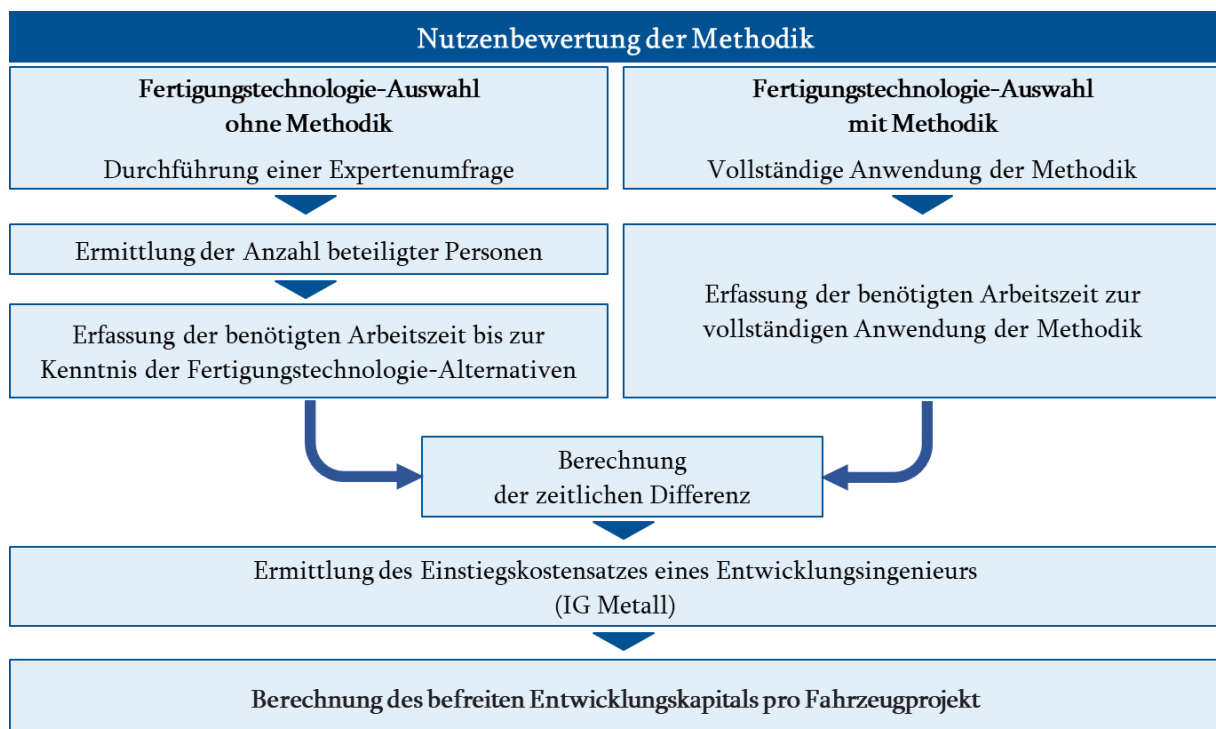 Nutzenbewertung der Methodik
Fertigungstechnologie-Auswahl
ohne Methodik
Durchführung einer Expertenumfrage
Fertigungstechnologie-Auswahl
mit Methodik
Vollständige Anwendung der Methodik
Ermittlung der Anzahl beteiligter Personen
Erfassung der benötigten Arbeitszeit bis zur
Kenntnis der Fertigungstechnologie-Alternativen
Erfassung der benötigten Arbeitszeit zur
vollständigen Anwendung der Methodik
Berechnung
der zeitlichen Differenz
Ermittlung des Einstiegskostensatzes eines Entwicklungsingenieurs
(IG Metall)
Berechnung des befreiten Entwicklungskapitals pro Fahrzeugprojekt